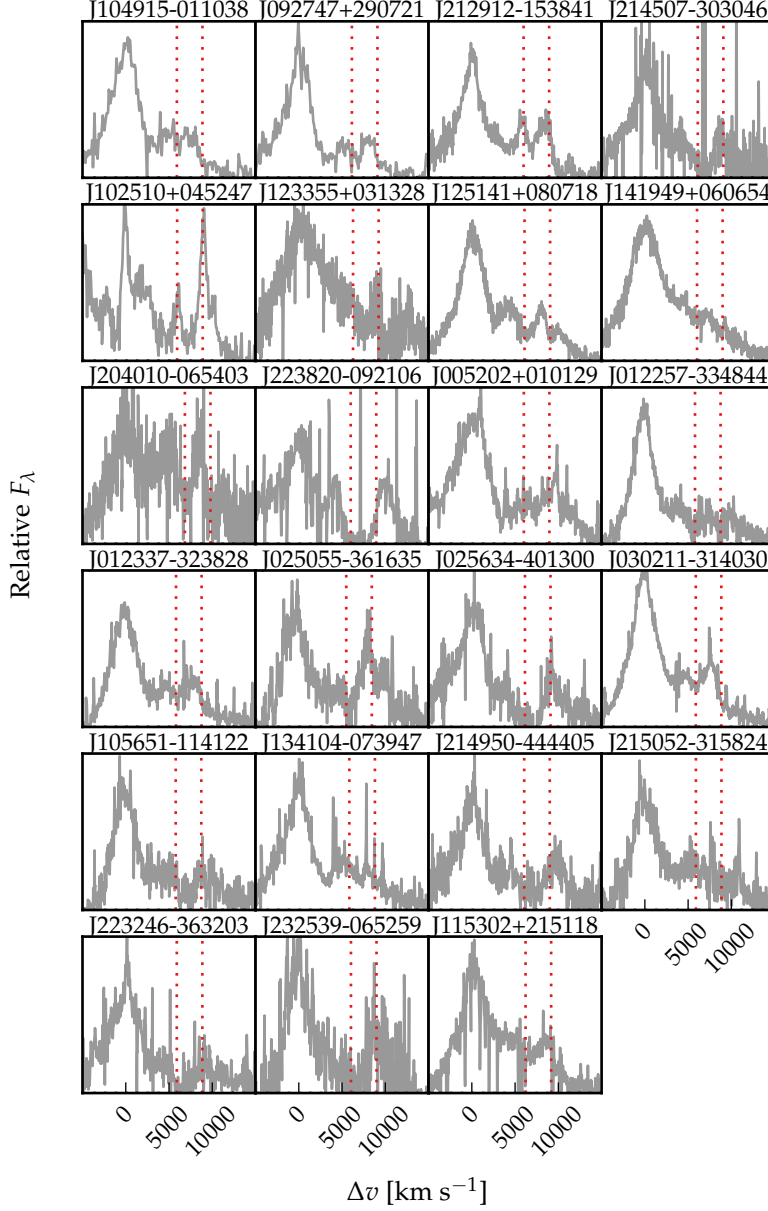 J104915-011038 J092747+290721 J212912-153841 J214507-303046
J102510+045247 J123355+031328 J125141+080718 J141949+060654
J204010-065403 J223820-092106 J005202+010129 J012257-334844
Relative Fλ
J012337-323828 J025055-361635 J025634-401300 J030211-314030
J105651-114122 J134104-073947 J214950-444405 J215052-315824
J223246-363203 J232539-065259 J115302+215118
0 5000 10000
0 5000 10000 0 5000 10000 0 5000 10000
Δv [km s⁻¹]